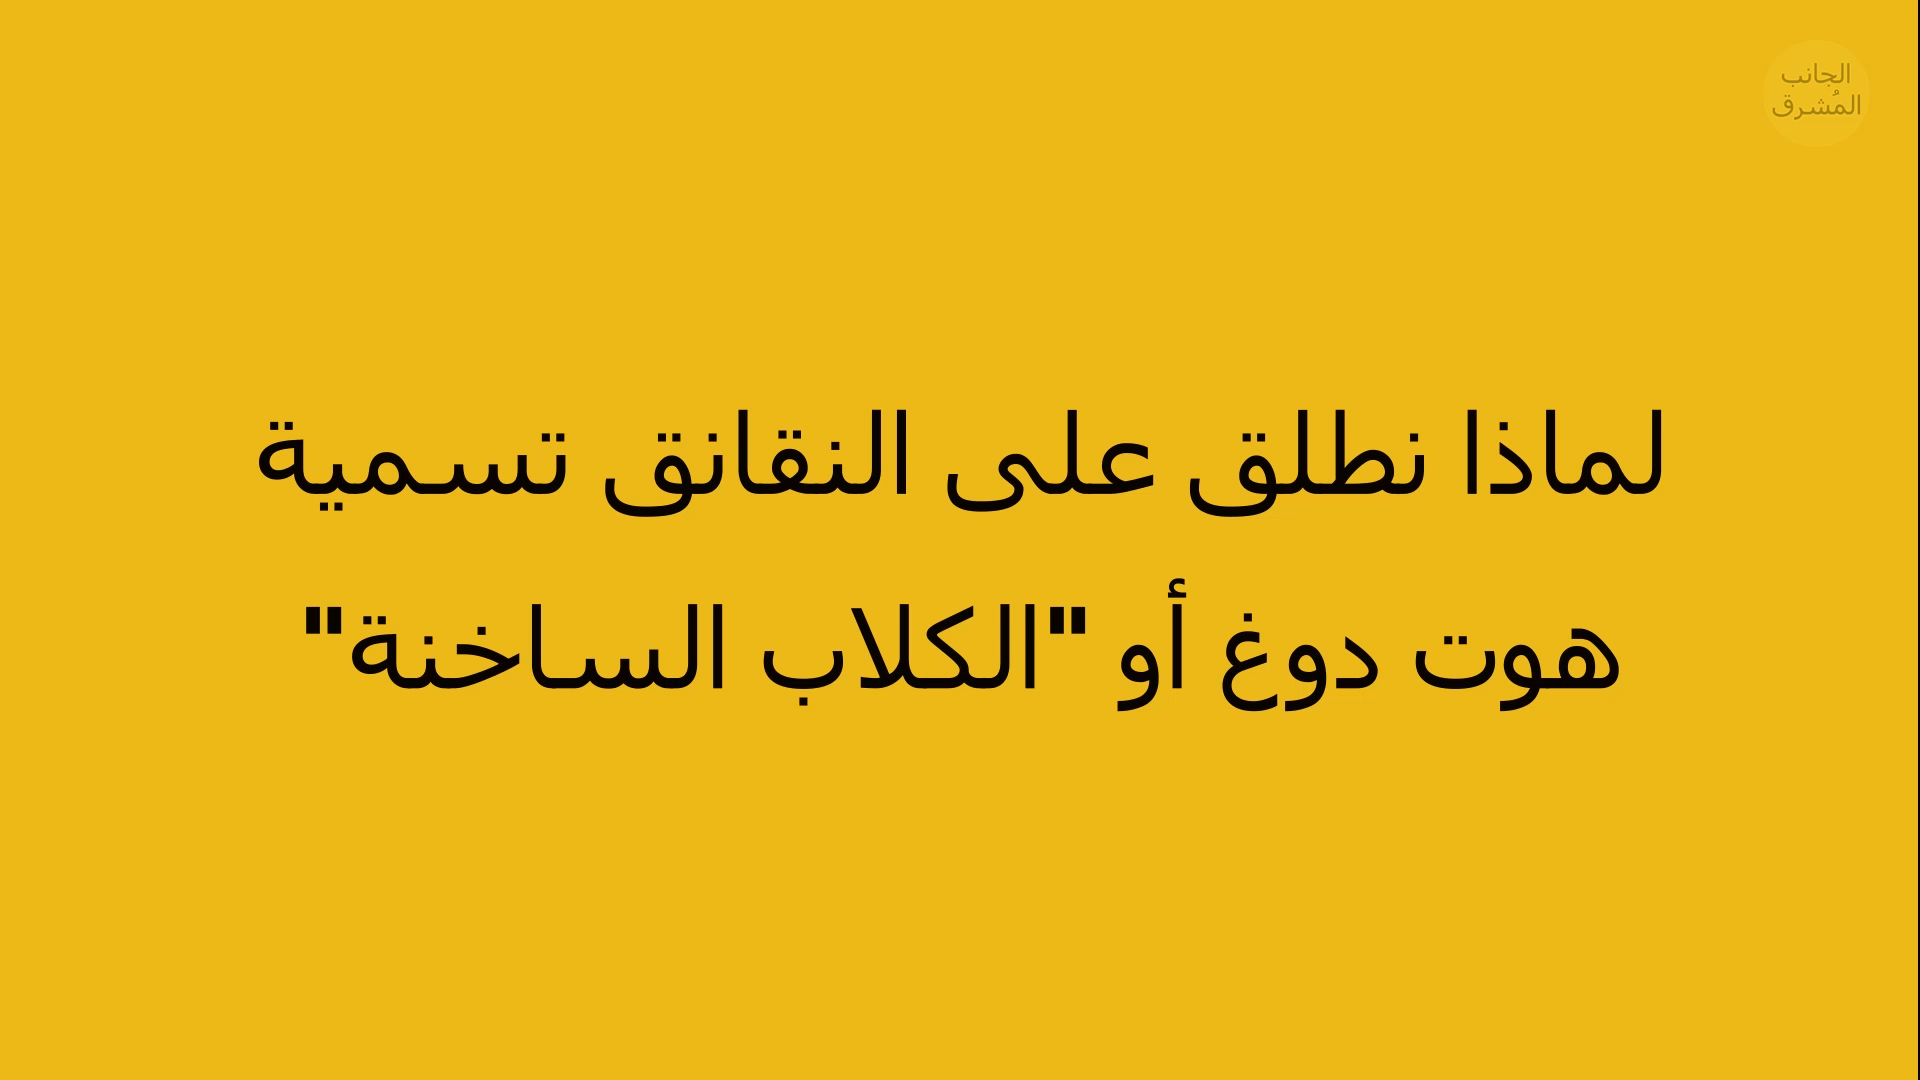 الجانب
المُشرق
لماذا نطلق على النقانق تسمية
هوت دوغ أو "الكلاب الساخنة"